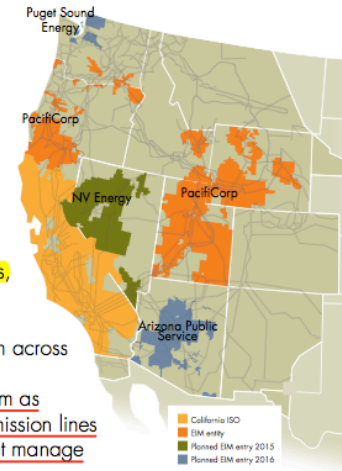 Puget Sound
Energy
PacifiCorp
NV Energy
PacifiCorp
s,
n across
Arizona Public
Service
m as
nission lines
t manage
California ISO
EIM entity
Planned EIM entry 2015
Planned EIM entry 2016